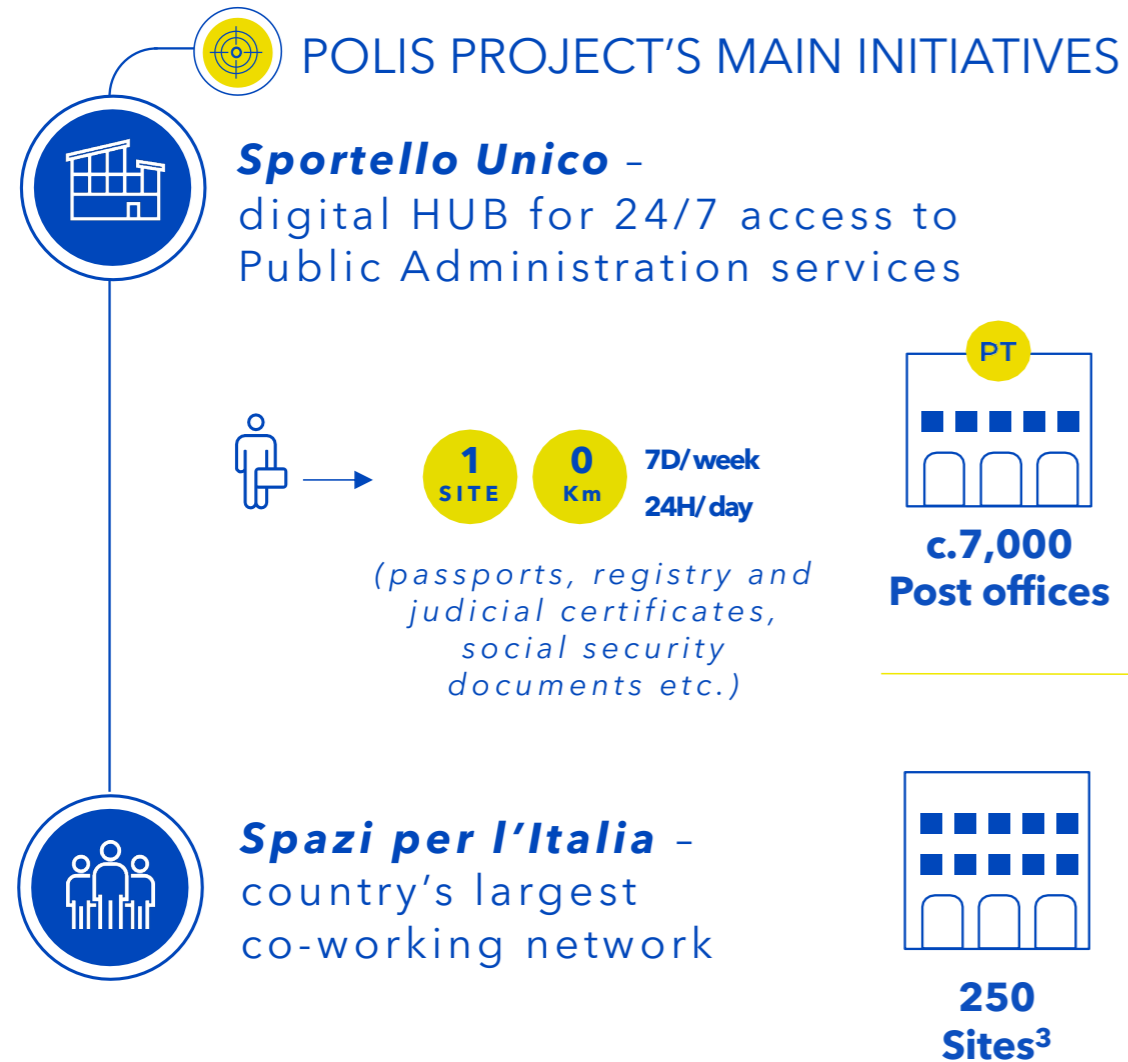 POLIS PROJECT'S MAIN INITIATIVES
Sportello Unico –
digital HUB for 24/7 access to
Public Administration services
1
SITE
0
Km
7D/week
24H/day
(passports, registry and
judicial certificates,
social security
documents etc.)
PT
c.7,000
Post offices
Spazi per l'Italia –
country's largest
co-working network
250
Sites³